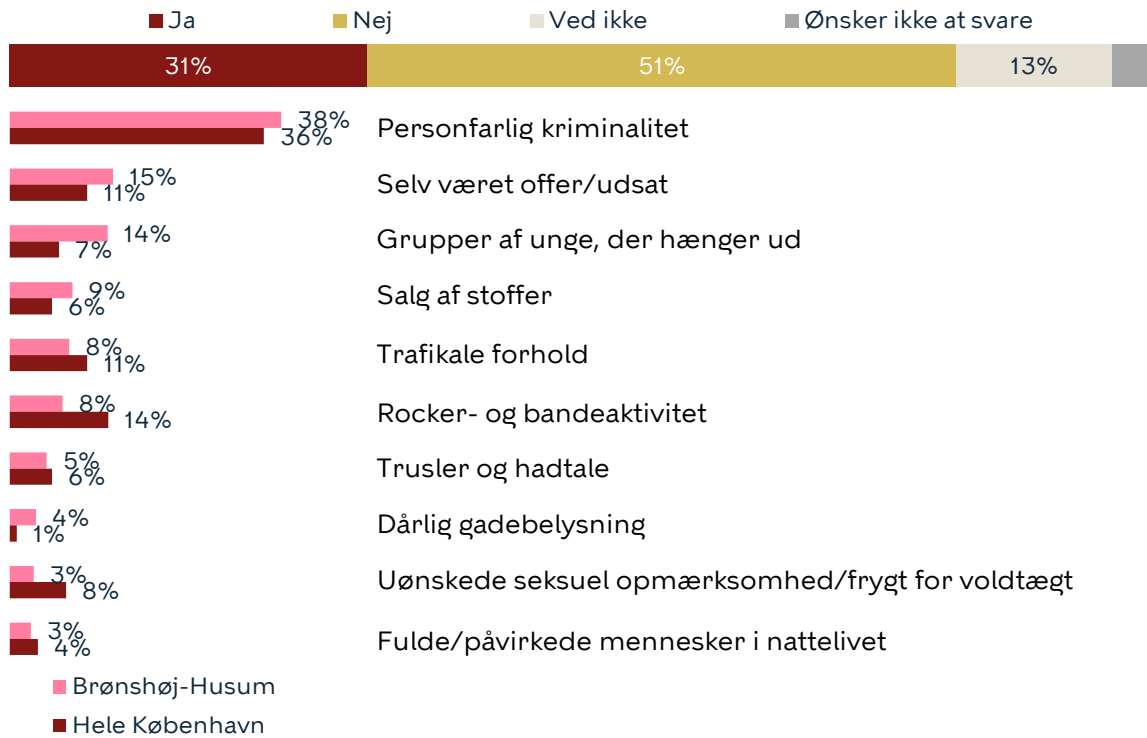 Ja Nej Ved ikke Ønsker ikke at svare
31% 51% 13%
38% Personfarlig kriminalitet
36%
15% Selv været offer/udsat
11%
14% Grupper af unge, der hænger ud
7%
9% Salg af stoffer
6%
8% Trafikale forhold
11%
8% Rocker- og bandeaktivitet
14%
5% Trusler og hadtale
6%
4% Dårlig gadebelysning
1%
3% Uønskede seksuel opmærksomhed/frygt for voldtægt
8%
3% Fulde/påvirkede mennesker i nattelivet
4%
Brønshøj-Husum
Hele København